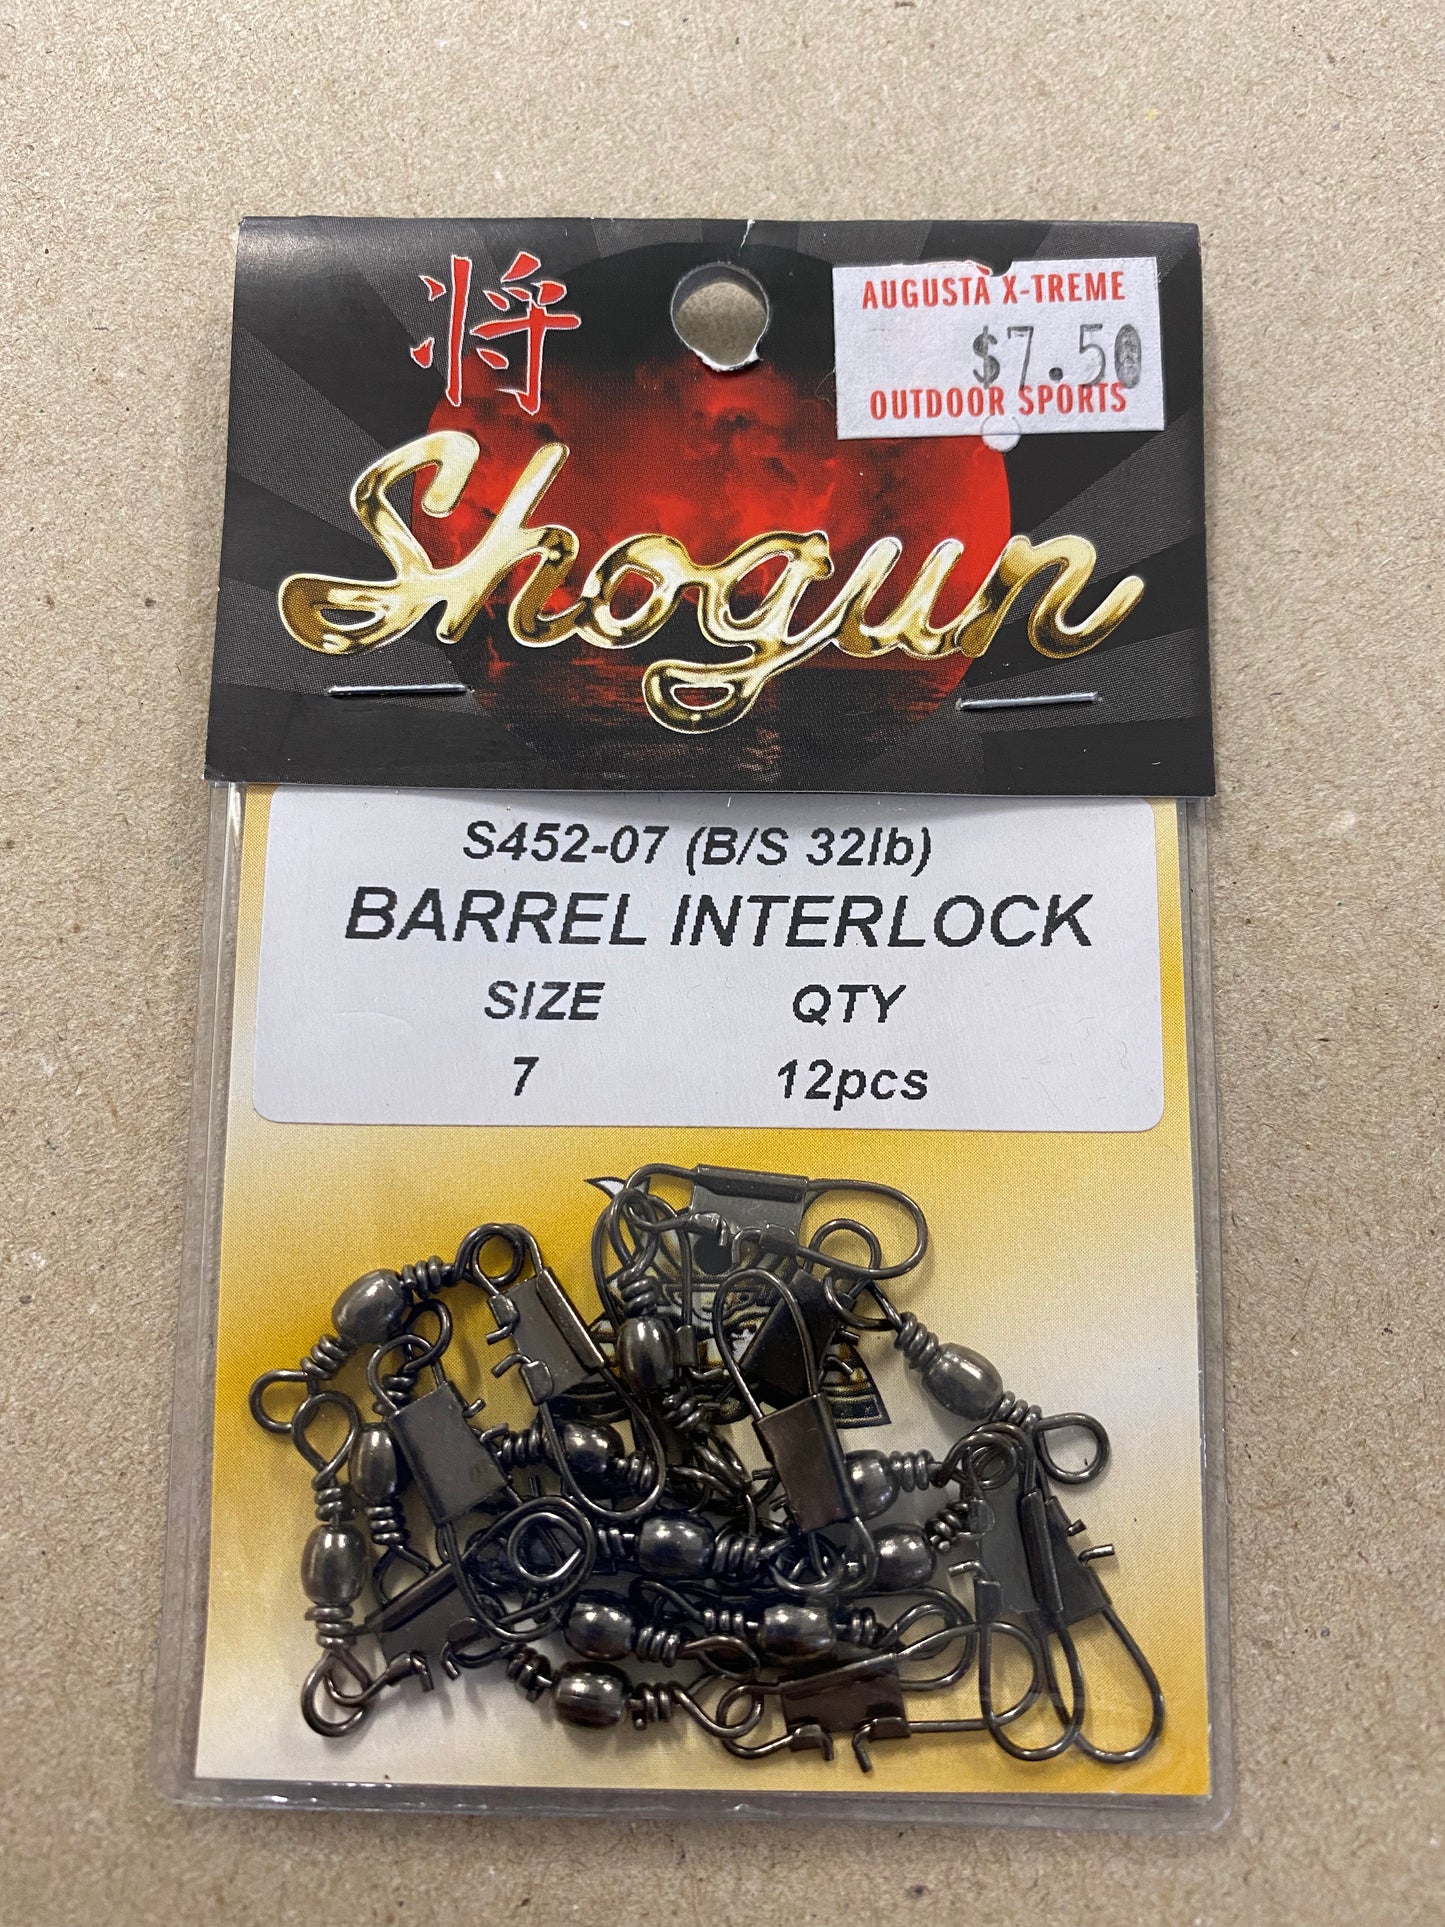 将
AUGUSTA X-TREME
$7.50
OUTDOOR SPORTS
Shogun
S452-07 (B/S 32lb)
BARREL INTERLOCK
SIZE QTY
7 12pcs